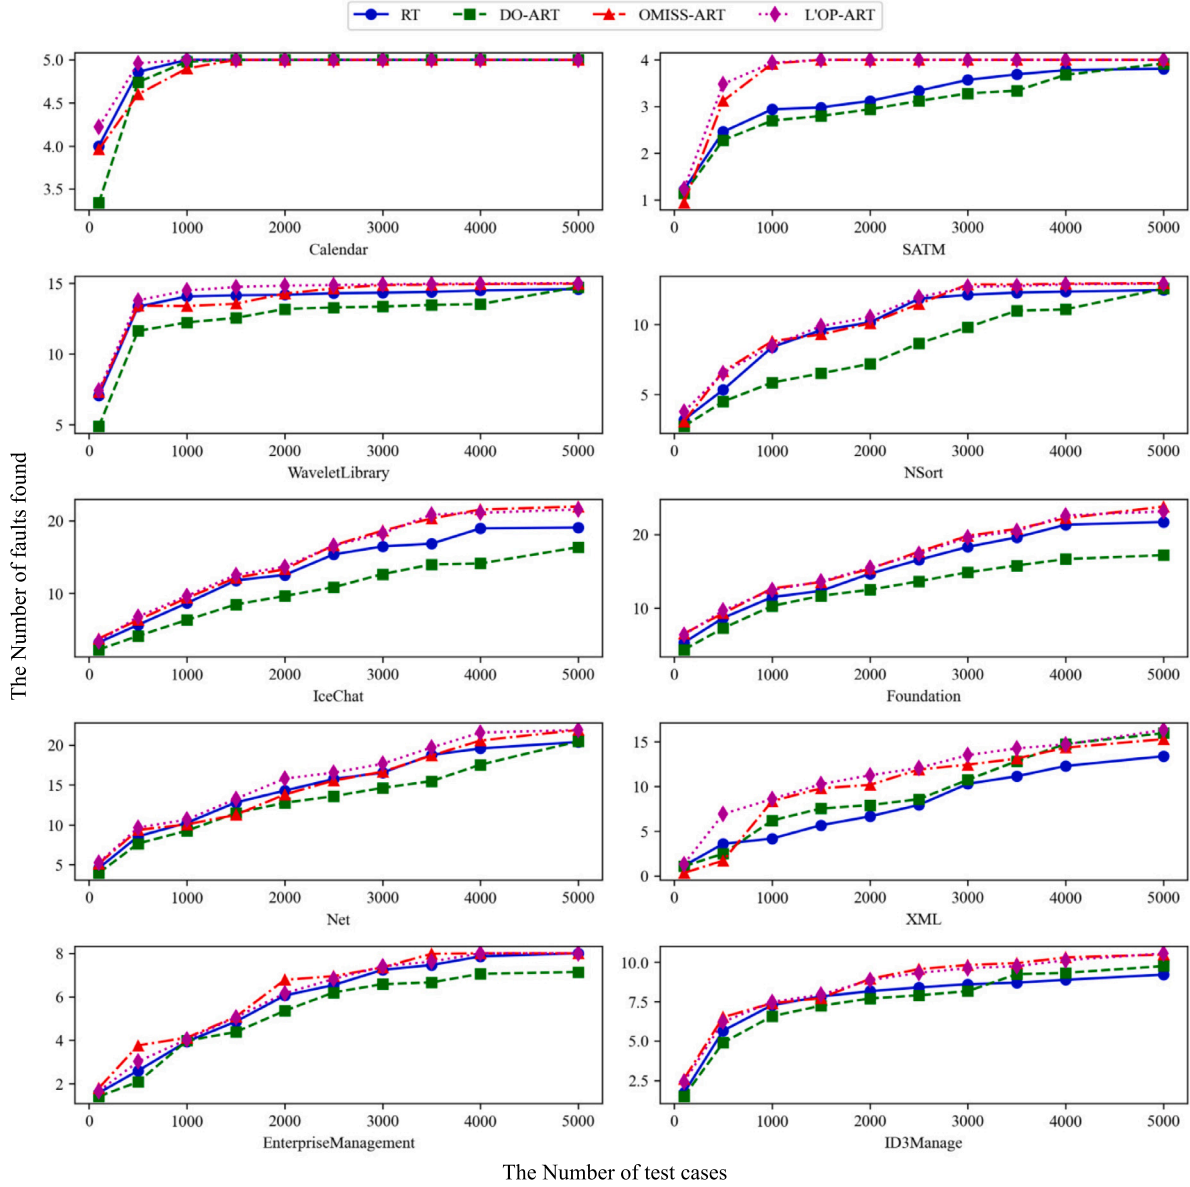 RT DO-ART OMISS-ART L'OP-ART
5.0
4.5
4.0
3.5
0 1000 2000 3000 4000 5000
Calendar
4
3
2
1
0 1000 2000 3000 4000 5000
SATM
15
10
5
0 1000 2000 3000 4000 5000
WaveletLibrary
10
5
0 1000 2000 3000 4000 5000
NSort
20
10
0 1000 2000 3000 4000 5000
IceChat
20
10
0 1000 2000 3000 4000 5000
Foundation
20
15
10
5
0 1000 2000 3000 4000 5000
Net
15
10
5
0
0 1000 2000 3000 4000 5000
XML
8
6
4
2
0 1000 2000 3000 4000 5000
EnterpriseManagement
10.0
7.5
5.0
2.5
0 1000 2000 3000 4000 5000
ID3Manage
The Number of faults found
The Number of test cases